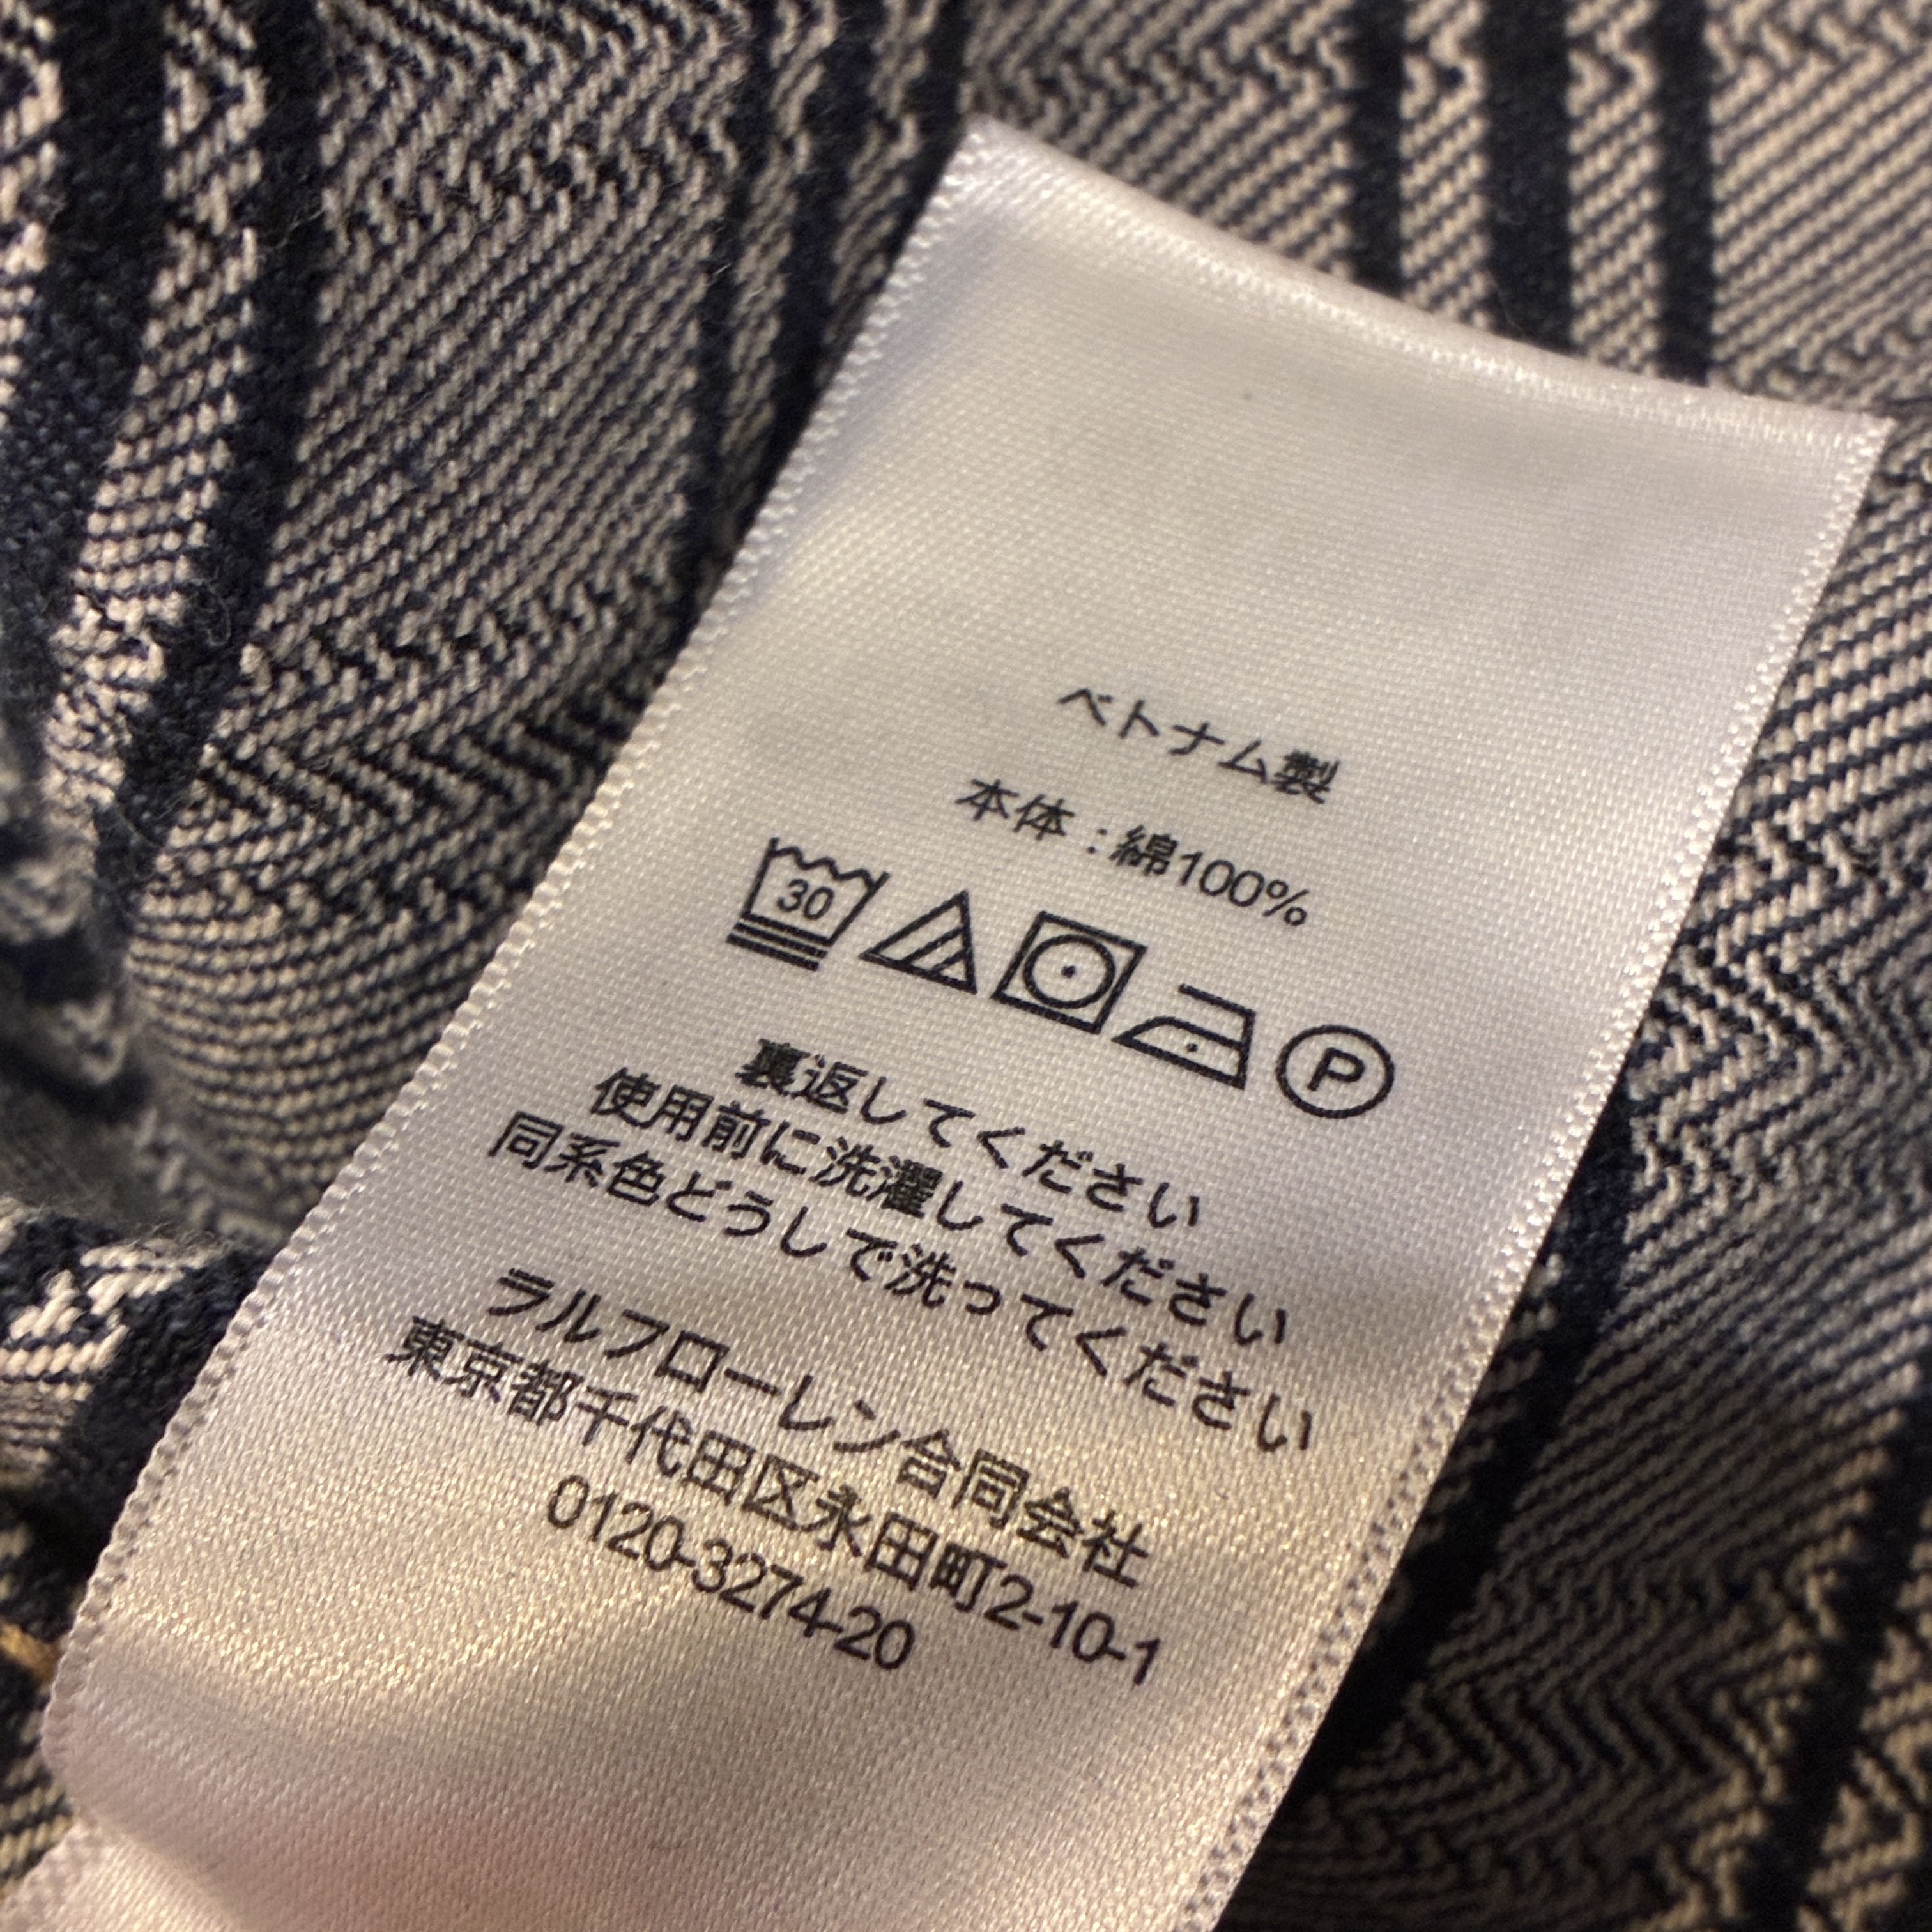 ベトナム製
本体:綿100%
30
P
裏返してください
使用前に洗濯してください
同系色どうしで洗ってください
ラルフローレン合同会社
東京都千代田区永田町2-10-1
0120-3274-20